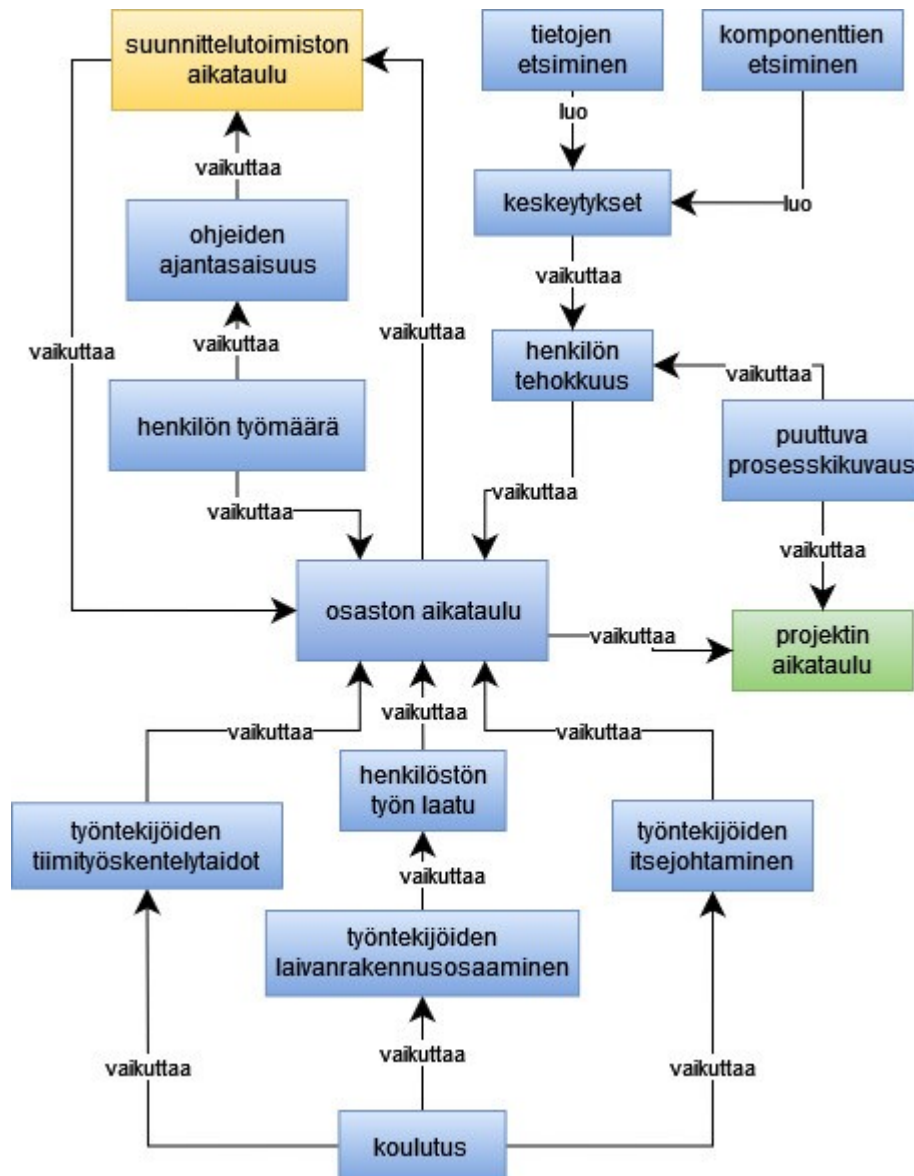 suunnittelutoimiston
aikataulu
tietojen
etsiminen
komponenttien
etsiminen
luo
vaikuttaa
keskeytykset
luo
ohjeiden
ajantasaisuus
vaikuttaa
vaikuttaa
vaikuttaa
vaikuttaa
henkilön
tehokkuus
vaikuttaa
henkilön työmäärä
puuttuva
prosesskikuvaus
vaikuttaa
vaikuttaa
vaikuttaa
osaston aikataulu
vaikuttaa
projektin
aikataulu
vaikuttaa
vaikuttaa
vaikuttaa
henkilöstön
työn laatu
työntekijöiden
tiimityöskentelytaidot
työntekijöiden
itsejohtaminen
vaikuttaa
työntekijöiden
laivanrakennusosaaminen
vaikuttaa
vaikuttaa
vaikuttaa
koulutus